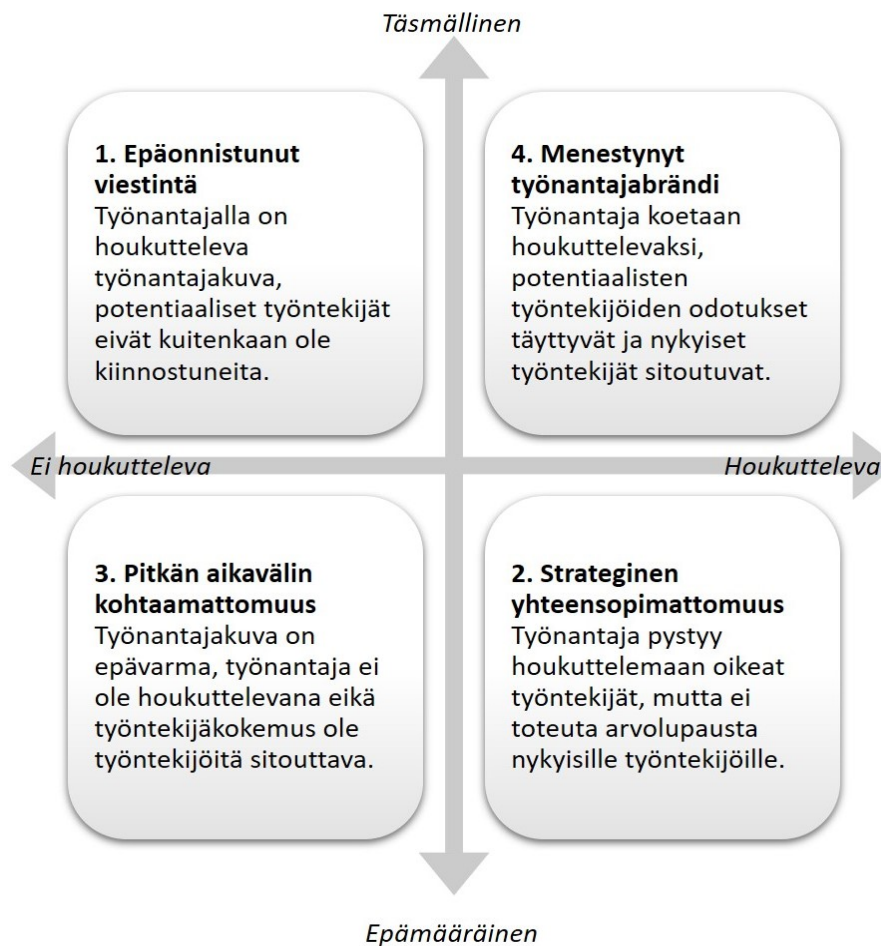 Täsmällinen
1. Epäonnistunut
viestintä
Työnantajalla on
houkutteleva
työnantajakuva,
potentiaaliset työntekijät
eivät kuitenkaan ole
kiinnostuneita.
4. Menestynyt
työnantajabrändi
Työnantaja koetaan
houkuttelevaksi,
potentiaalisten
työntekijöiden odotukset
täyttyvät ja nykyiset
työntekijät sitoutuvat.
Ei houkutteleva
Houkutteleva
3. Pitkän aikavälin
kohtaamattomuus
Työnantajakuva on
epävarma, työnantaja ei
ole houkuttelevana eikä
työntekijäkokemus ole
työntekijöitä sitouttava.
2. Strateginen
yhteensopimattomuus
Työnantaja pystyy
houkuttelemaan oikeat
työntekijät, mutta ei
toteuta arvolupausta
nykyisille työntekijöille.
Epämääräinen